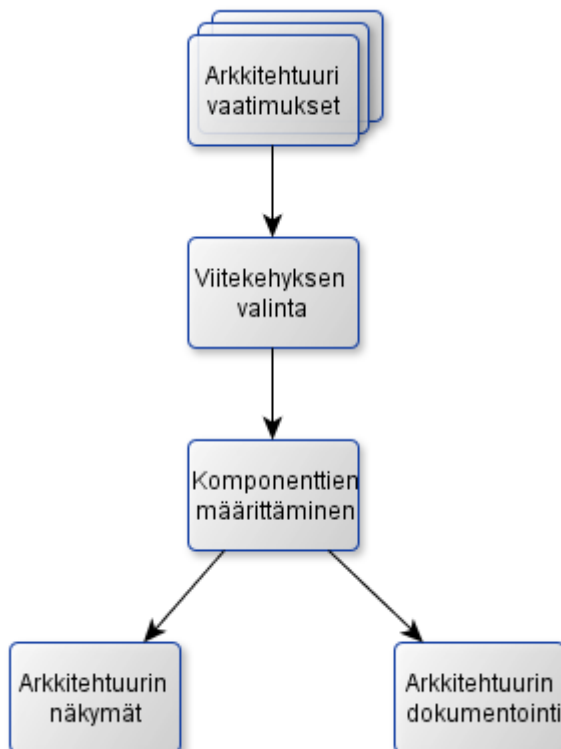 Arkkitehtuuri
vaatimukset
Viitekehyksen
valinta
Komponenttien
määrittäminen
Arkkitehtuurin
näkymät
Arkkitehtuurin
dokumentointi